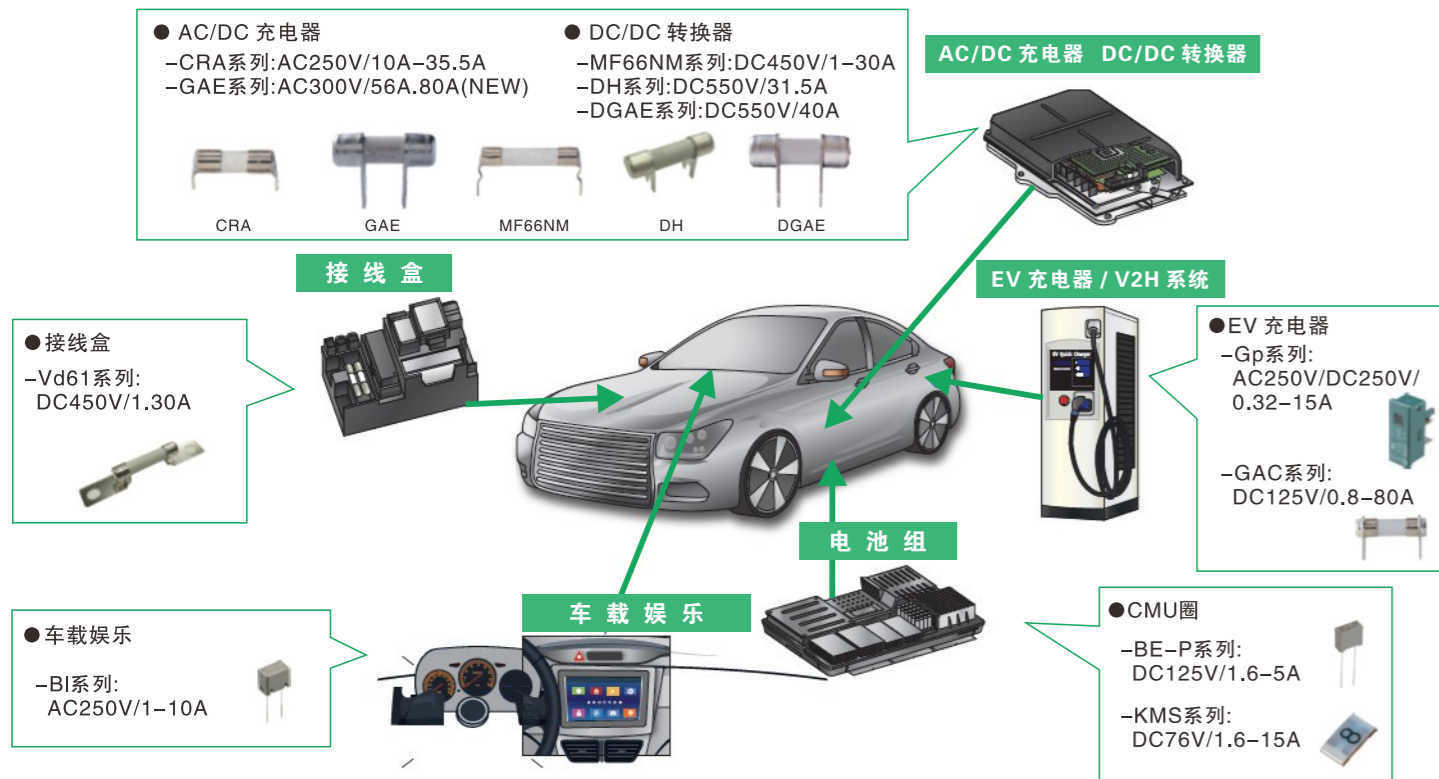 ● AC/DC 充电器
–CRA系列:AC250V/10A–35.5A
–GAE系列:AC300V/56A.80A(NEW)
● DC/DC 转换器
–MF66NM系列:DC450V/1–30A
–DH系列:DC550V/31.5A
–DGAE系列:DC550V/40A
CRA
GAE
MF66NM
DH
DGAE
AC/DC 充电器 DC/DC 转换器
接线盒
EV 充电器 / V2H 系统
EV Quick Charger
●接线盒
–Vd61系列:
DC450V/1.30A
●EV 充电器
–Gp系列:
AC250V/DC250V/
0.32–15A
–GAC系列:
DC125V/0.8–80A
电池组
车载娱乐
●车载娱乐
–BI系列:
AC250V/1–10A
●CMU圈
–BE–P系列:
DC125V/1.6–5A
–KMS系列:
DC76V/1.6–15A
8